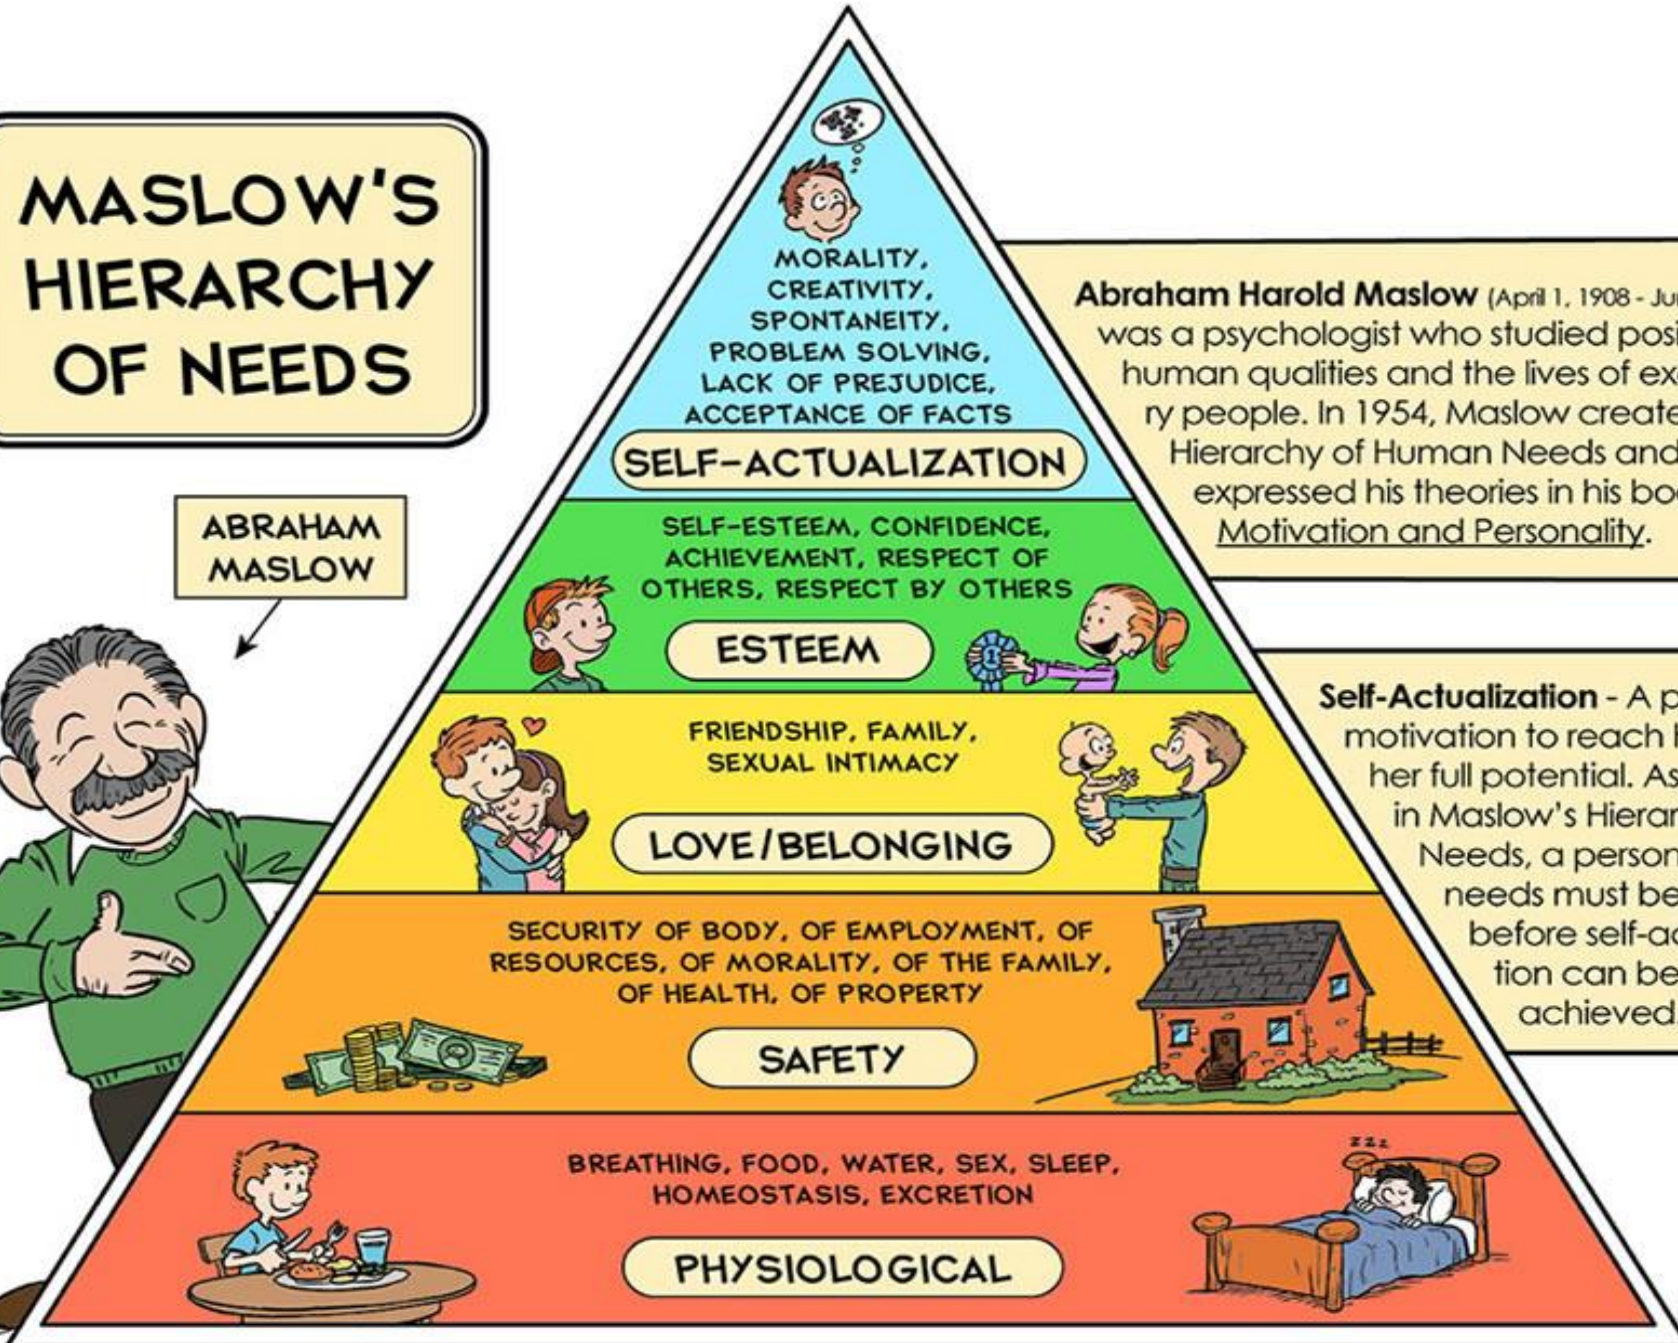 MASLOW'S
HIERARCHY
OF NEEDS
ABRAHAM
MASLOW
MORALITY,
CREATIVITY,
SPONTANEITY,
PROBLEM SOLVING,
LACK OF PREJUDICE,
ACCEPTANCE OF FACTS
SELF-ACTUALIZATION
SELF-ESTEEM, CONFIDENCE,
ACHIEVEMENT, RESPECT OF
OTHERS, RESPECT BY OTHERS
ESTEEM
1
FRIENDSHIP, FAMILY,
SEXUAL INTIMACY
LOVE/BELONGING
SECURITY OF BODY, OF EMPLOYMENT, OF
RESOURCES, OF MORALITY, OF THE FAMILY,
OF HEALTH, OF PROPERTY
SAFETY
BREATHING, FOOD, WATER, SEX, SLEEP,
HOMEOSTASIS, EXCRETION
PHYSIOLOGICAL
zzz
Abraham Harold Maslow (April 1, 1908 -
was a psychologist who studied
human qualities and the lives of
ry people. In 1954, Maslow
Hierarchy of Human Needs and
expressed his theories in his
Motivation and Personality.
Self-Actualization - A
motivation to reach
her full potential. As
in Maslow's
Needs, a person
needs must
before
tion can be
achieved